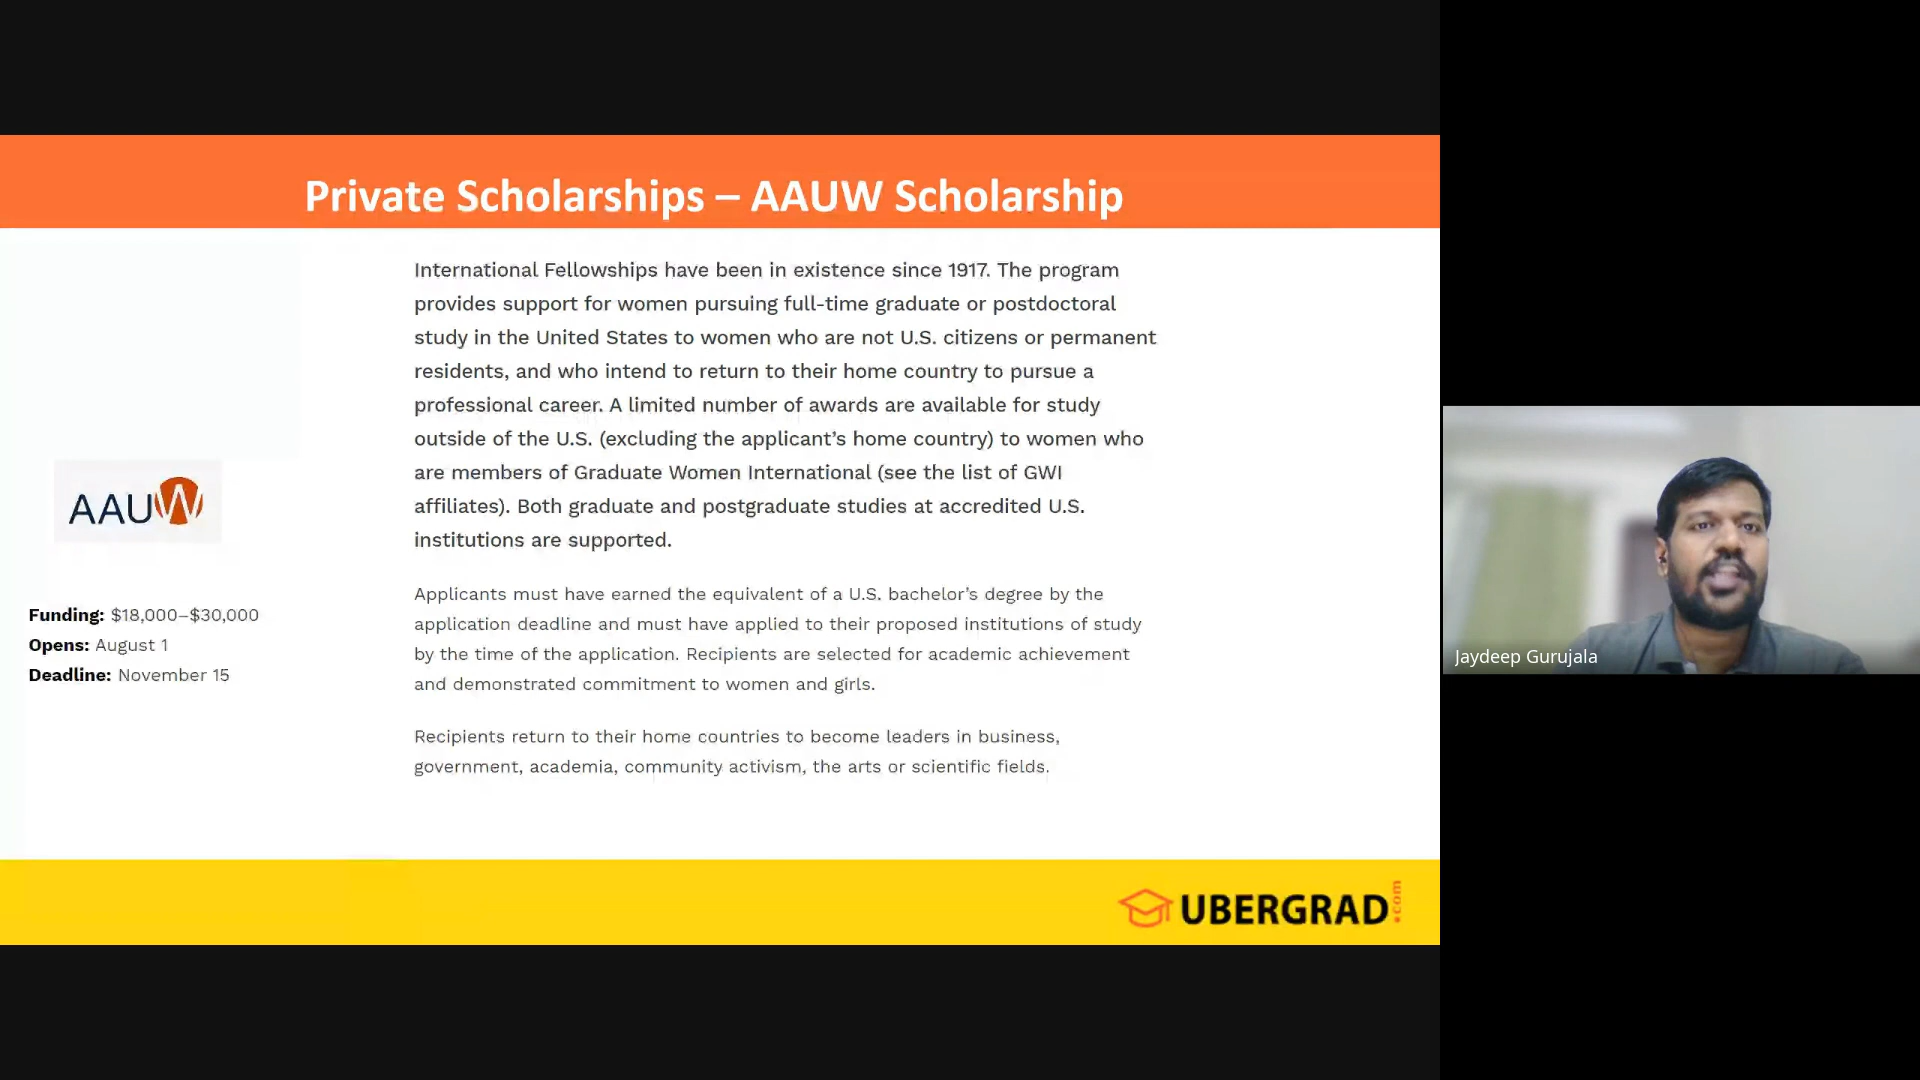 Private Scholarships – AAUW Scholarship
International Fellowships have been in existence since 1917. The program
provides support for women pursuing full-time graduate or postdoctoral
study in the United States to women who are not U.S. citizens or permanent
residents, and who intend to return to their home country to pursue a
professional career. A limited number of awards are available for study
outside of the U.S. (excluding the applicant's home country) to women who
are members of Graduate Women International (see the list of GWI
affiliates). Both graduate and postgraduate studies at accredited U.S.
institutions are supported.
AAUW
Funding: $18,000–$30,000
Opens: August 1
Deadline: November 15
Applicants must have earned the equivalent of a U.S. bachelor's degree by the
application deadline and must have applied to their proposed institutions of study
by the time of the application. Recipients are selected for academic achievement
and demonstrated commitment to women and girls.
Recipients return to their home countries to become leaders in business,
government, academia, community activism, the arts or scientific fields.
UBERGRAD.com
Jaydeep Gurujala